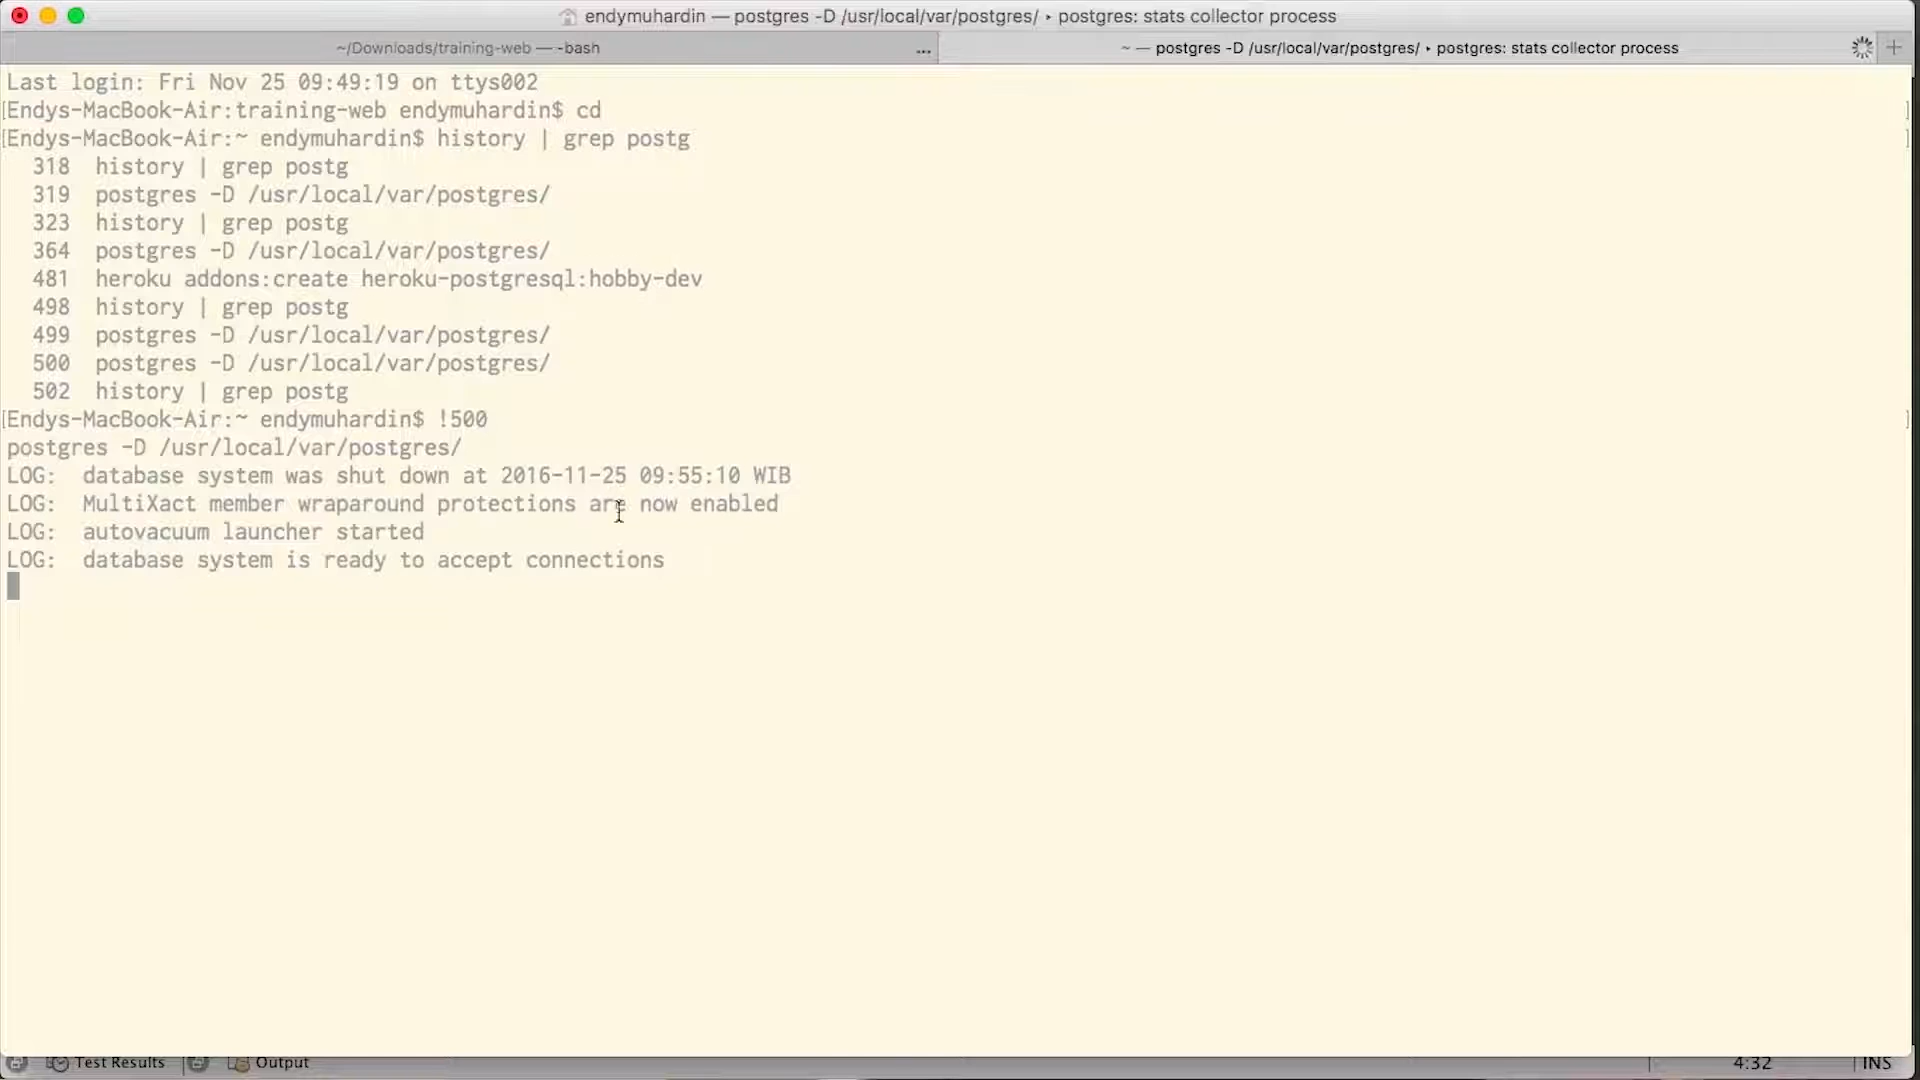 endymuhardin — postgres -D /usr/local/var/postgres/ ‣ postgres: stats collector process
~/Downloads/training-web — -bash ... ~ — postgres -D /usr/local/var/postgres/ ‣ postgres: stats collector process +
Last login: Fri Nov 25 09:49:19 on ttys002
[Endys-MacBook-Air:training-web endymuhardin$ cd ]
[Endys-MacBook-Air:~ endymuhardin$ history | grep postg ]
318 history | grep postg
319 postgres -D /usr/local/var/postgres/
323 history | grep postg
364 postgres -D /usr/local/var/postgres/
481 heroku addons:create heroku-postgresql:hobby-dev
498 history | grep postg
499 postgres -D /usr/local/var/postgres/
500 postgres -D /usr/local/var/postgres/
502 history | grep postg
[Endys-MacBook-Air:~ endymuhardin$ !500 ]
postgres -D /usr/local/var/postgres/
LOG: database system was shut down at 2016-11-25 09:55:10 WIB
LOG: MultiXact member wraparound protections are now enabled
LOG: autovacuum launcher started
LOG: database system is ready to accept connections
Test Results Output 4:32 INS